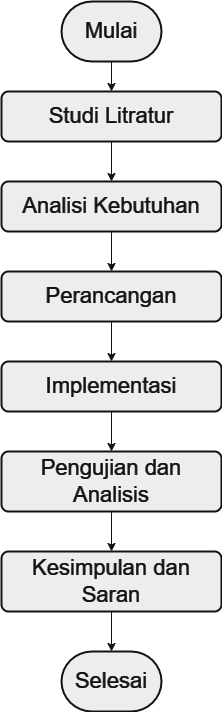 Mulai
Studi Litratur
Analisi Kebutuhan
Perancangan
Implementasi
Pengujian dan
Analisis
Kesimpulan dan
Saran
Selesai